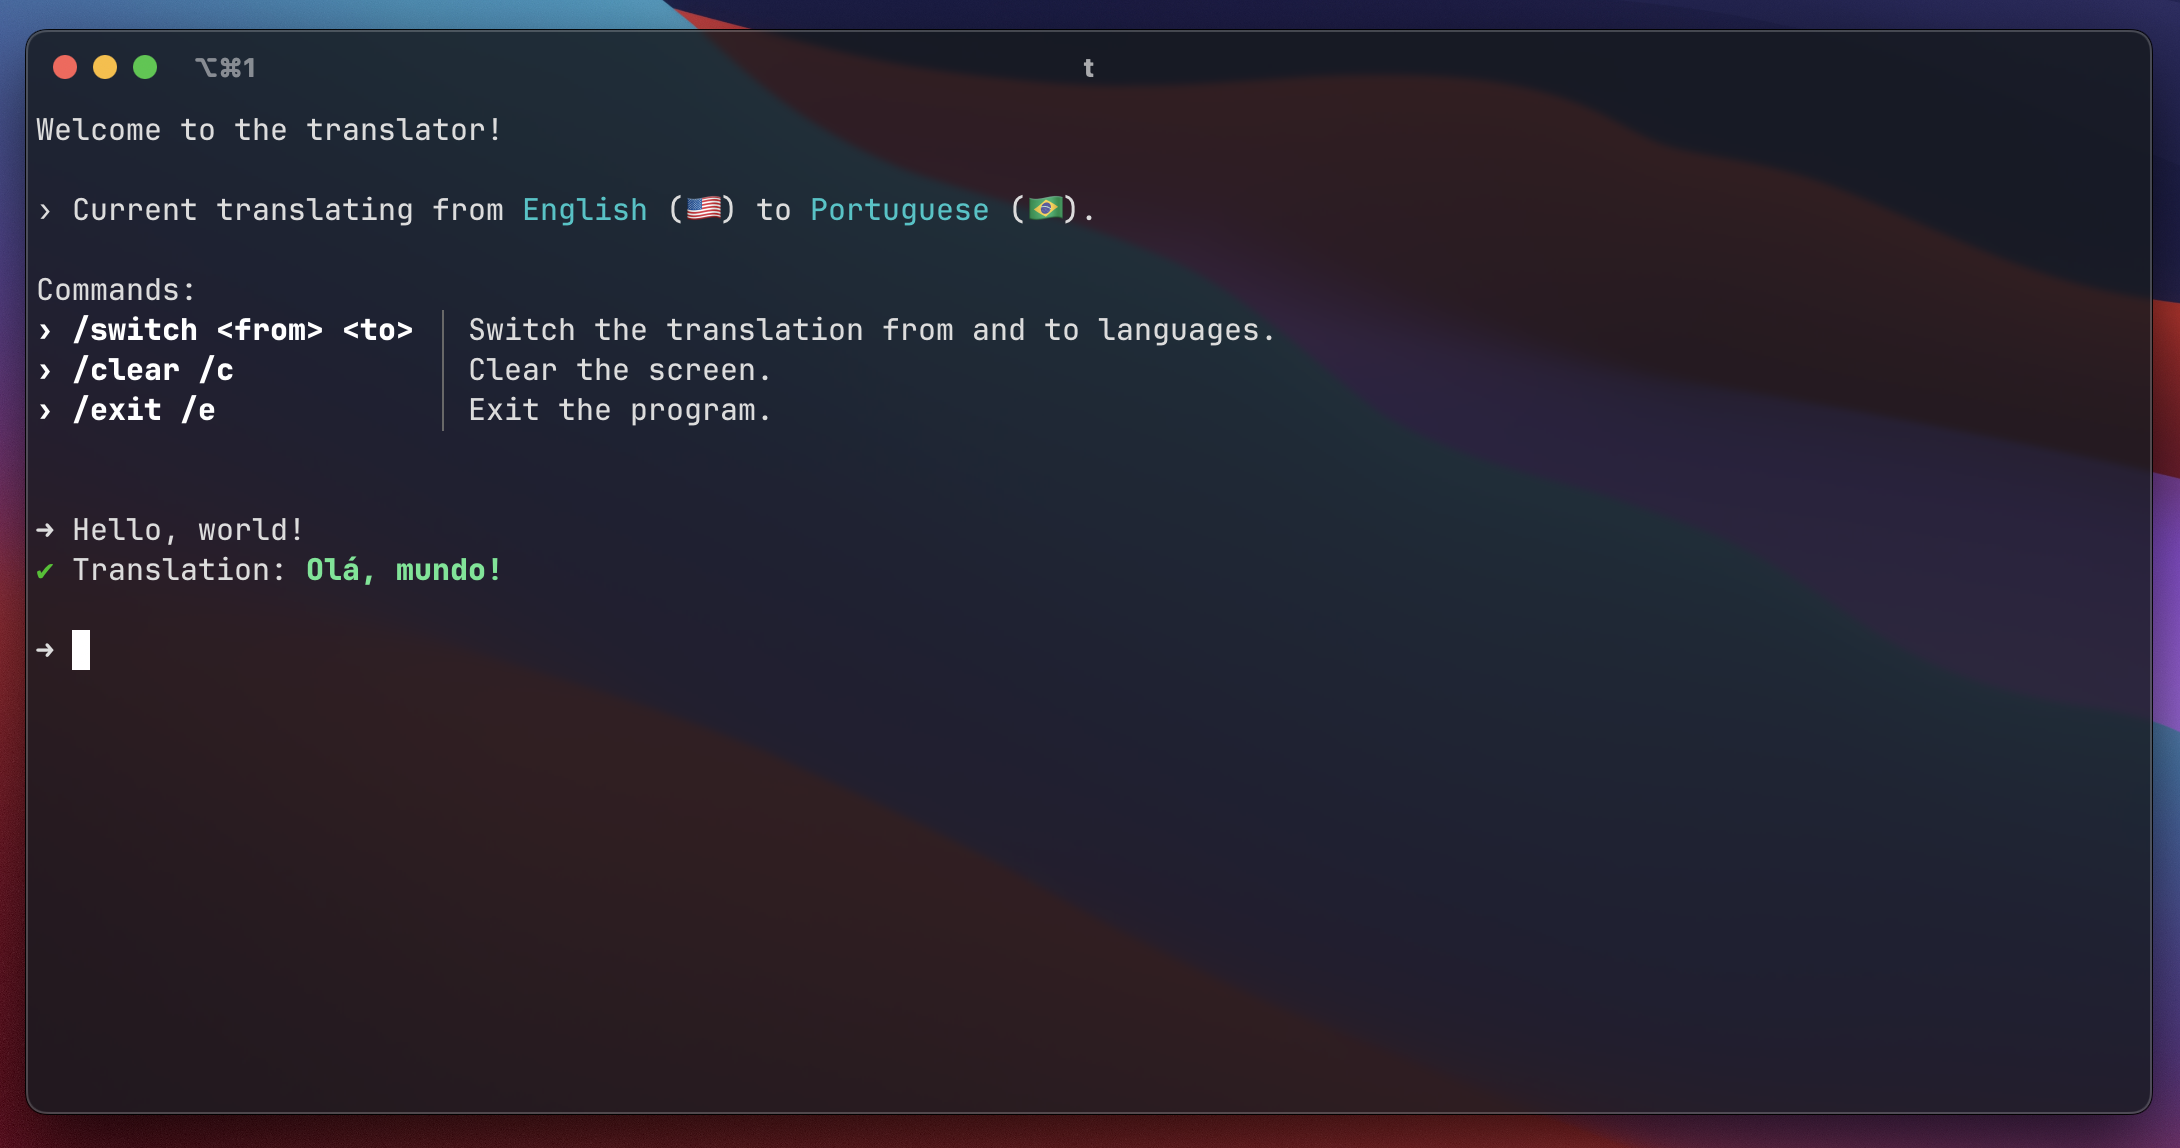 ⌥⌘1
t
Welcome to the translator!
› Current translating from English (🇺🇸) to Portuguese (🇧🇷).
Commands:
› /switch <from> <to> │ Switch the translation from and to languages.
› /clear /c │ Clear the screen.
› /exit /e │ Exit the program.
➜ Hello, world!
✔ Translation: Olá, mundo!
➜